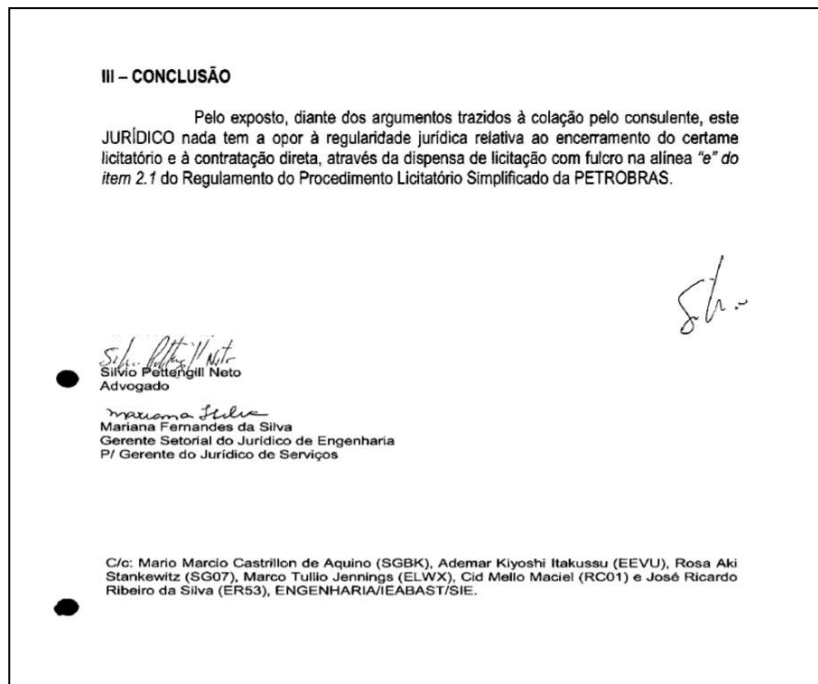 III – CONCLUSÃO
Pelo exposto, diante dos argumentos trazidos à colação pelo consulente, este
JURÍDICO nada tem a opor à regularidade jurídica relativa ao encerramento do certame
licitatório e à contratação direta, através da dispensa de licitação com fulcro na alínea "e" do
item 2.1 do Regulamento do Procedimento Licitatório Simplificado da PETROBRAS.
Silvio Pettengill Neto
Silvio Pettengill Neto
Advogado
Mariana Fernandes da Silva
Gerente Setorial do Jurídico de Engenharia
P/ Gerente do Jurídico de Serviços
C/c: Mario Marcio Castrillon de Aquino (SGBK), Ademar Kiyoshi Itakussu (EEVU), Rosa Aki
Stankewitz (SG07), Marco Tullio Jennings (ELWX), Cid Mello Maciel (RC01) e José Ricardo
Ribeiro da Silva (ER53), ENGENHARIA/IEABAST/SIE.